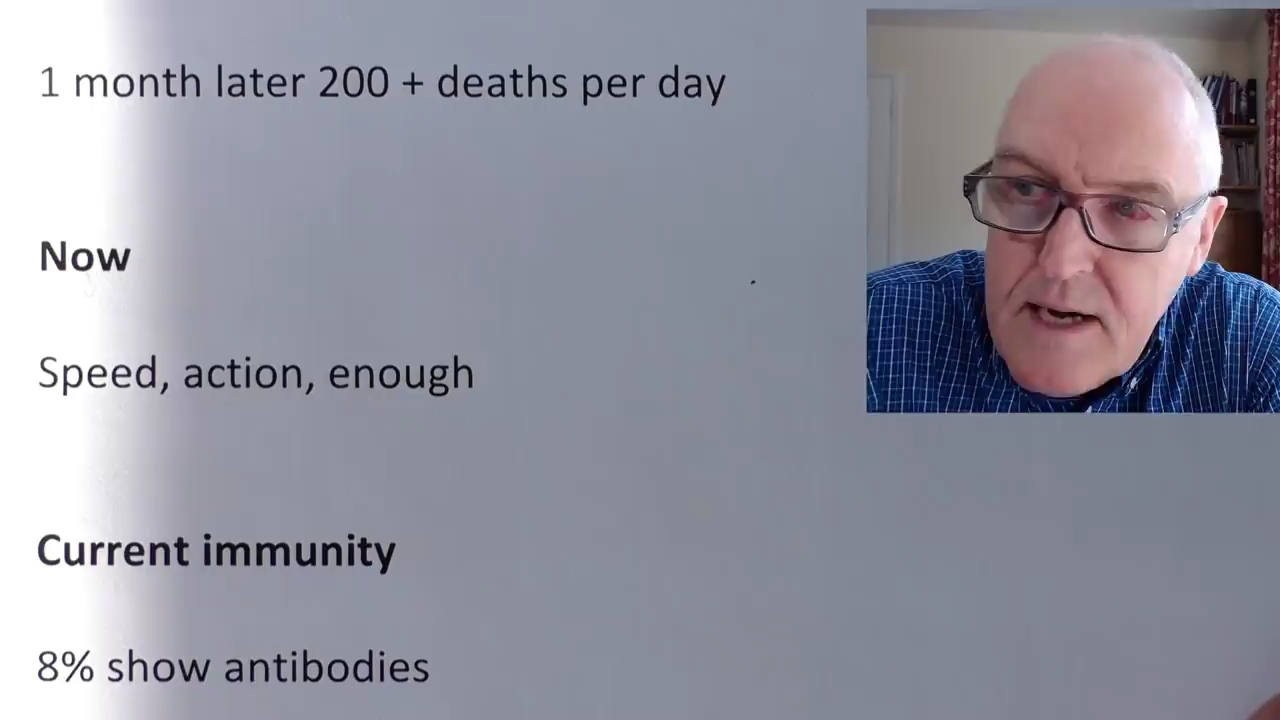 1 month later 200 + deaths per day
Now
Speed, action, enough
Current immunity
8% show antibodies